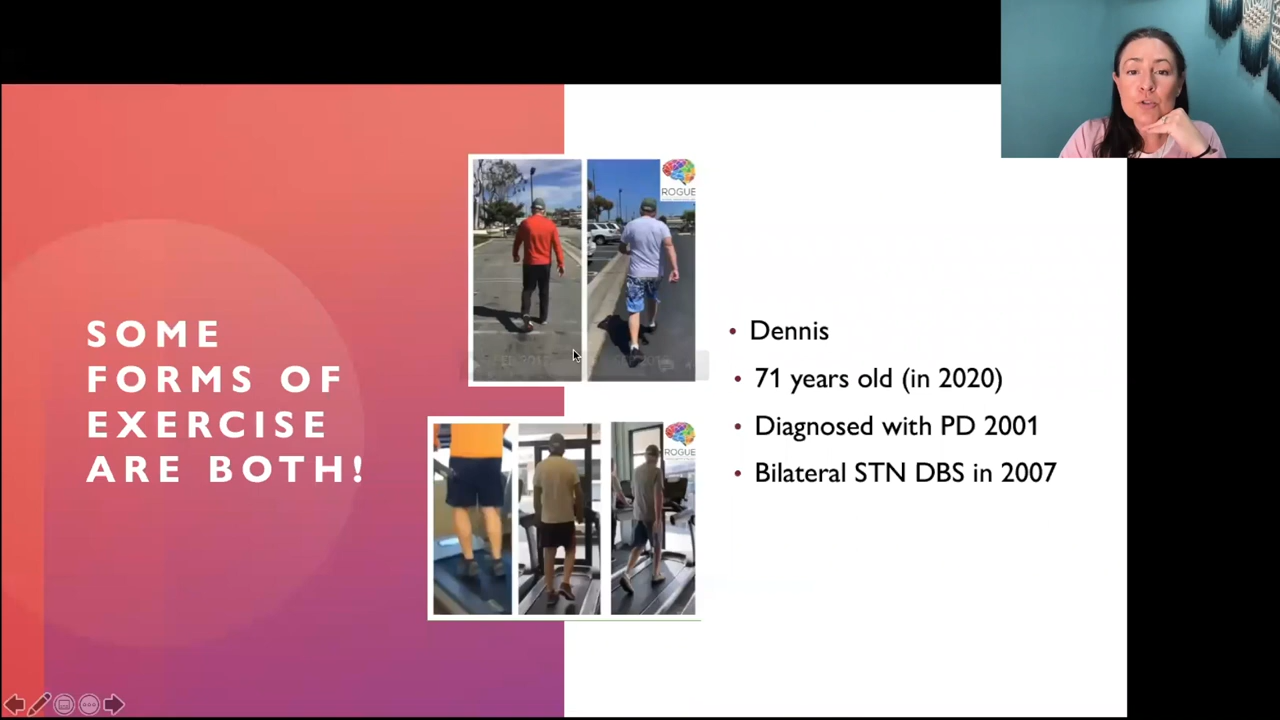 SOME
FORMS OF
EXERCISE
ARE BOTH!
ROGUE
ROGUE
• Dennis
• 71 years old (in 2020)
• Diagnosed with PD 2001
• Bilateral STN DBS in 2007